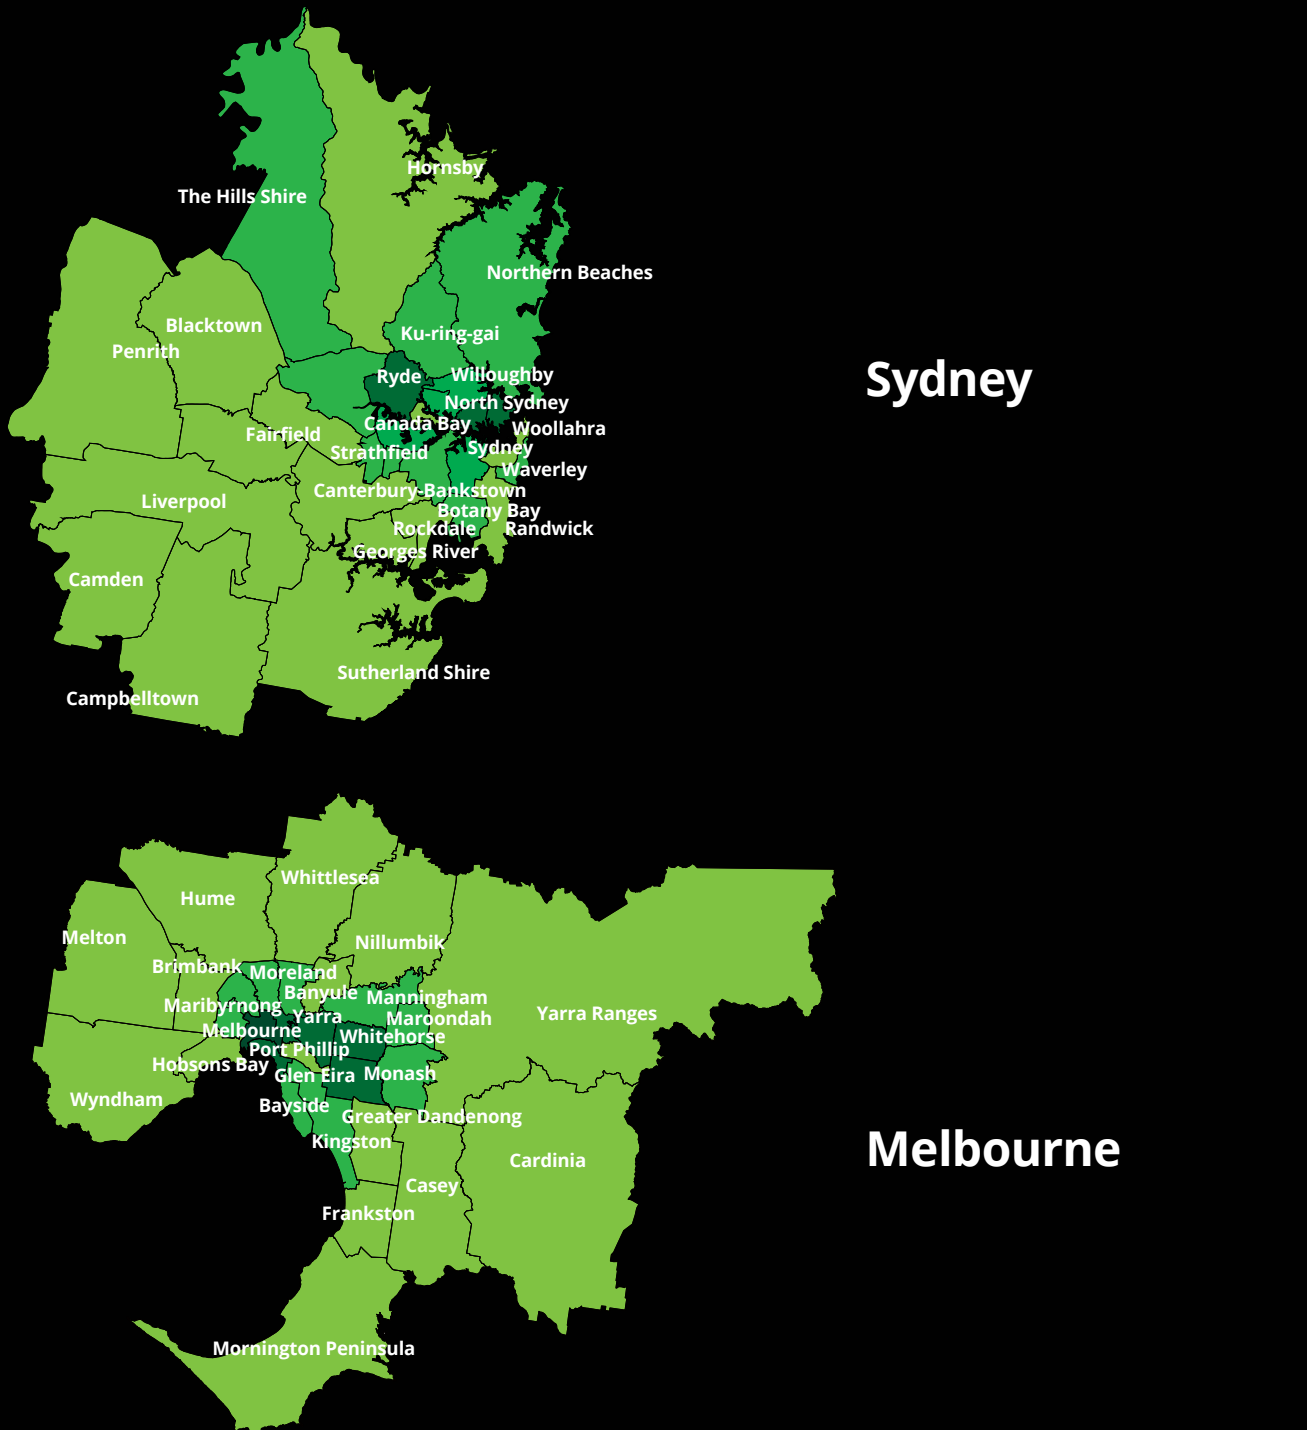 Hornsby
The Hills Shire
Northern Beaches
Blacktown
Ku-ring-gai
Penrith
Willoughby
Ryde
North Sydney
Canada Bay
Woollahra
Fairfield
Sydney
Strathfield
Waverley
Canterbury-Bankstown
Liverpool
Botany Bay
Rockdale
Randwick
Georges River
Camden
Sutherland Shire
Campbelltown
Sydney
Whittlesea
Hume
Melton
Nillumbik
Brimbank
Moreland
Banyule
Manningham
Maribyrnong
Yarra Ranges
Yarra
Maroondah
Melbourne
Whitehorse
Port Phillip
Hobsons Bay
Glen Eira
Monash
Wyndham
Bayside
Greater Dandenong
Kingston
Cardinia
Casey
Frankston
Mornington Peninsula
Melbourne